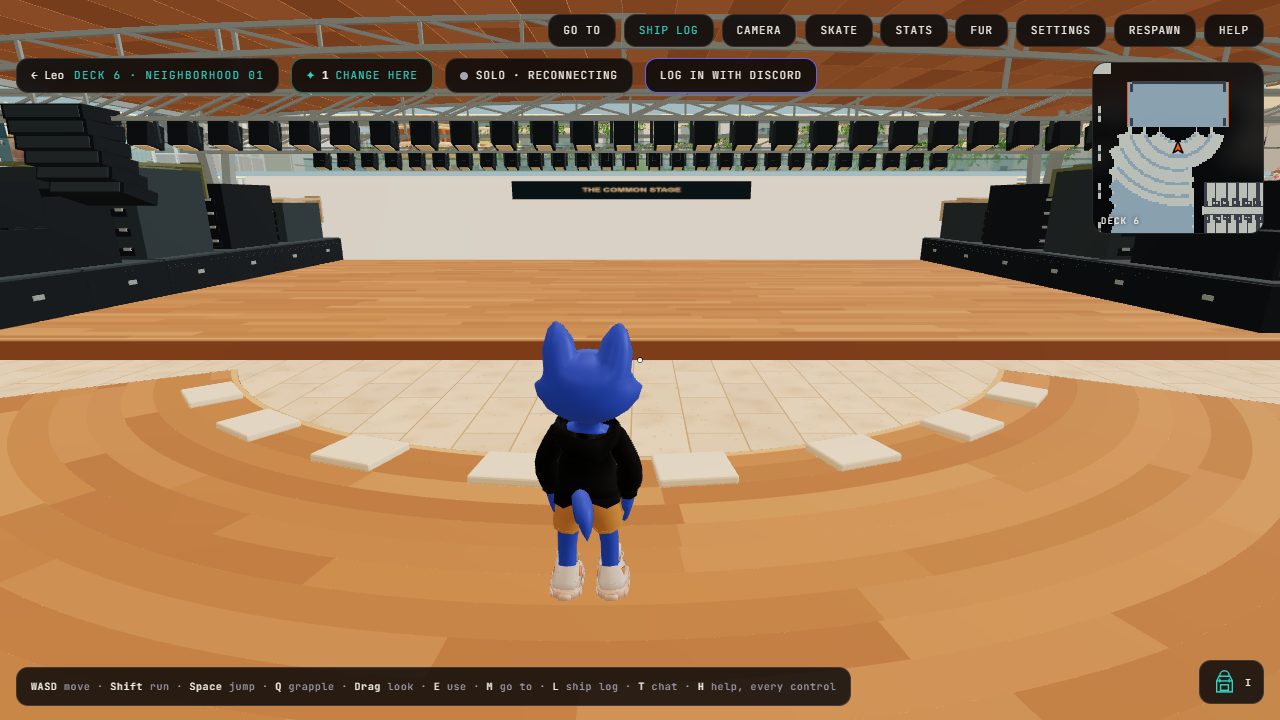 GO TO
SHIP LOG
CAMERA
SKATE
STATS
FUR
SETTINGS
RESPAWN
HELP
← Leo DECK 6 · NEIGHBORHOOD 01
✦ 1 CHANGE HERE
● SOLO · RECONNECTING
LOG IN WITH DISCORD
THE COMMON STAGE
DECK 6
WASD move · Shift run · Space jump · Q grapple · Drag look · E use · M go to · L ship log · T chat · H help, every control
I